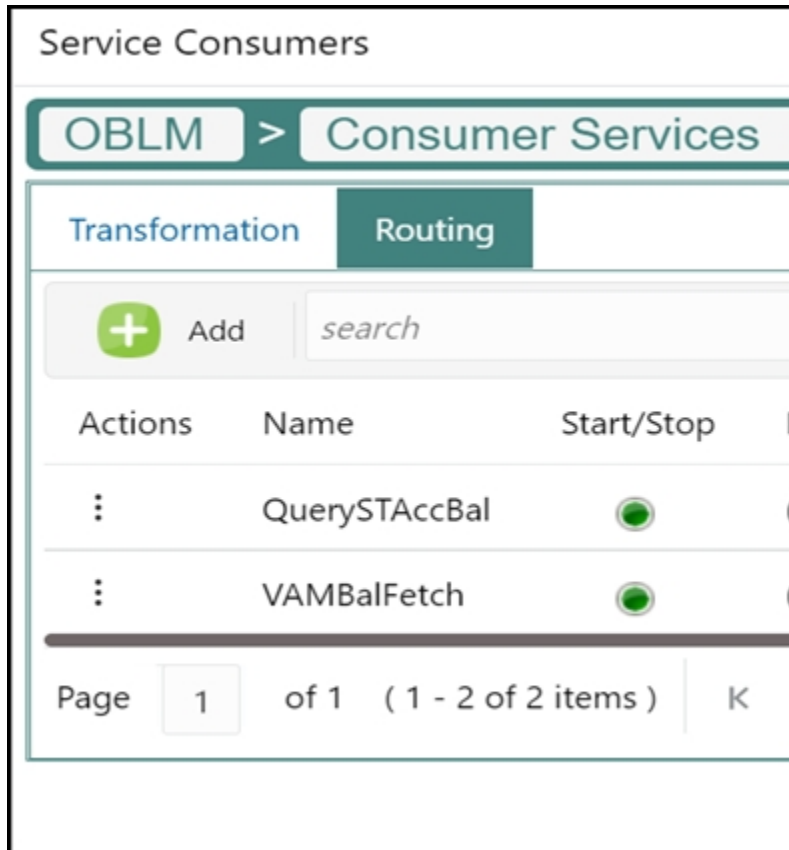 Service Consumers
OBLM > Consumer Services
Transformation Routing
Add search
Actions Name Start/Stop
QuerySTAccBal
VAMBalFetch
Page 1 of 1 ( 1 - 2 of 2 items )